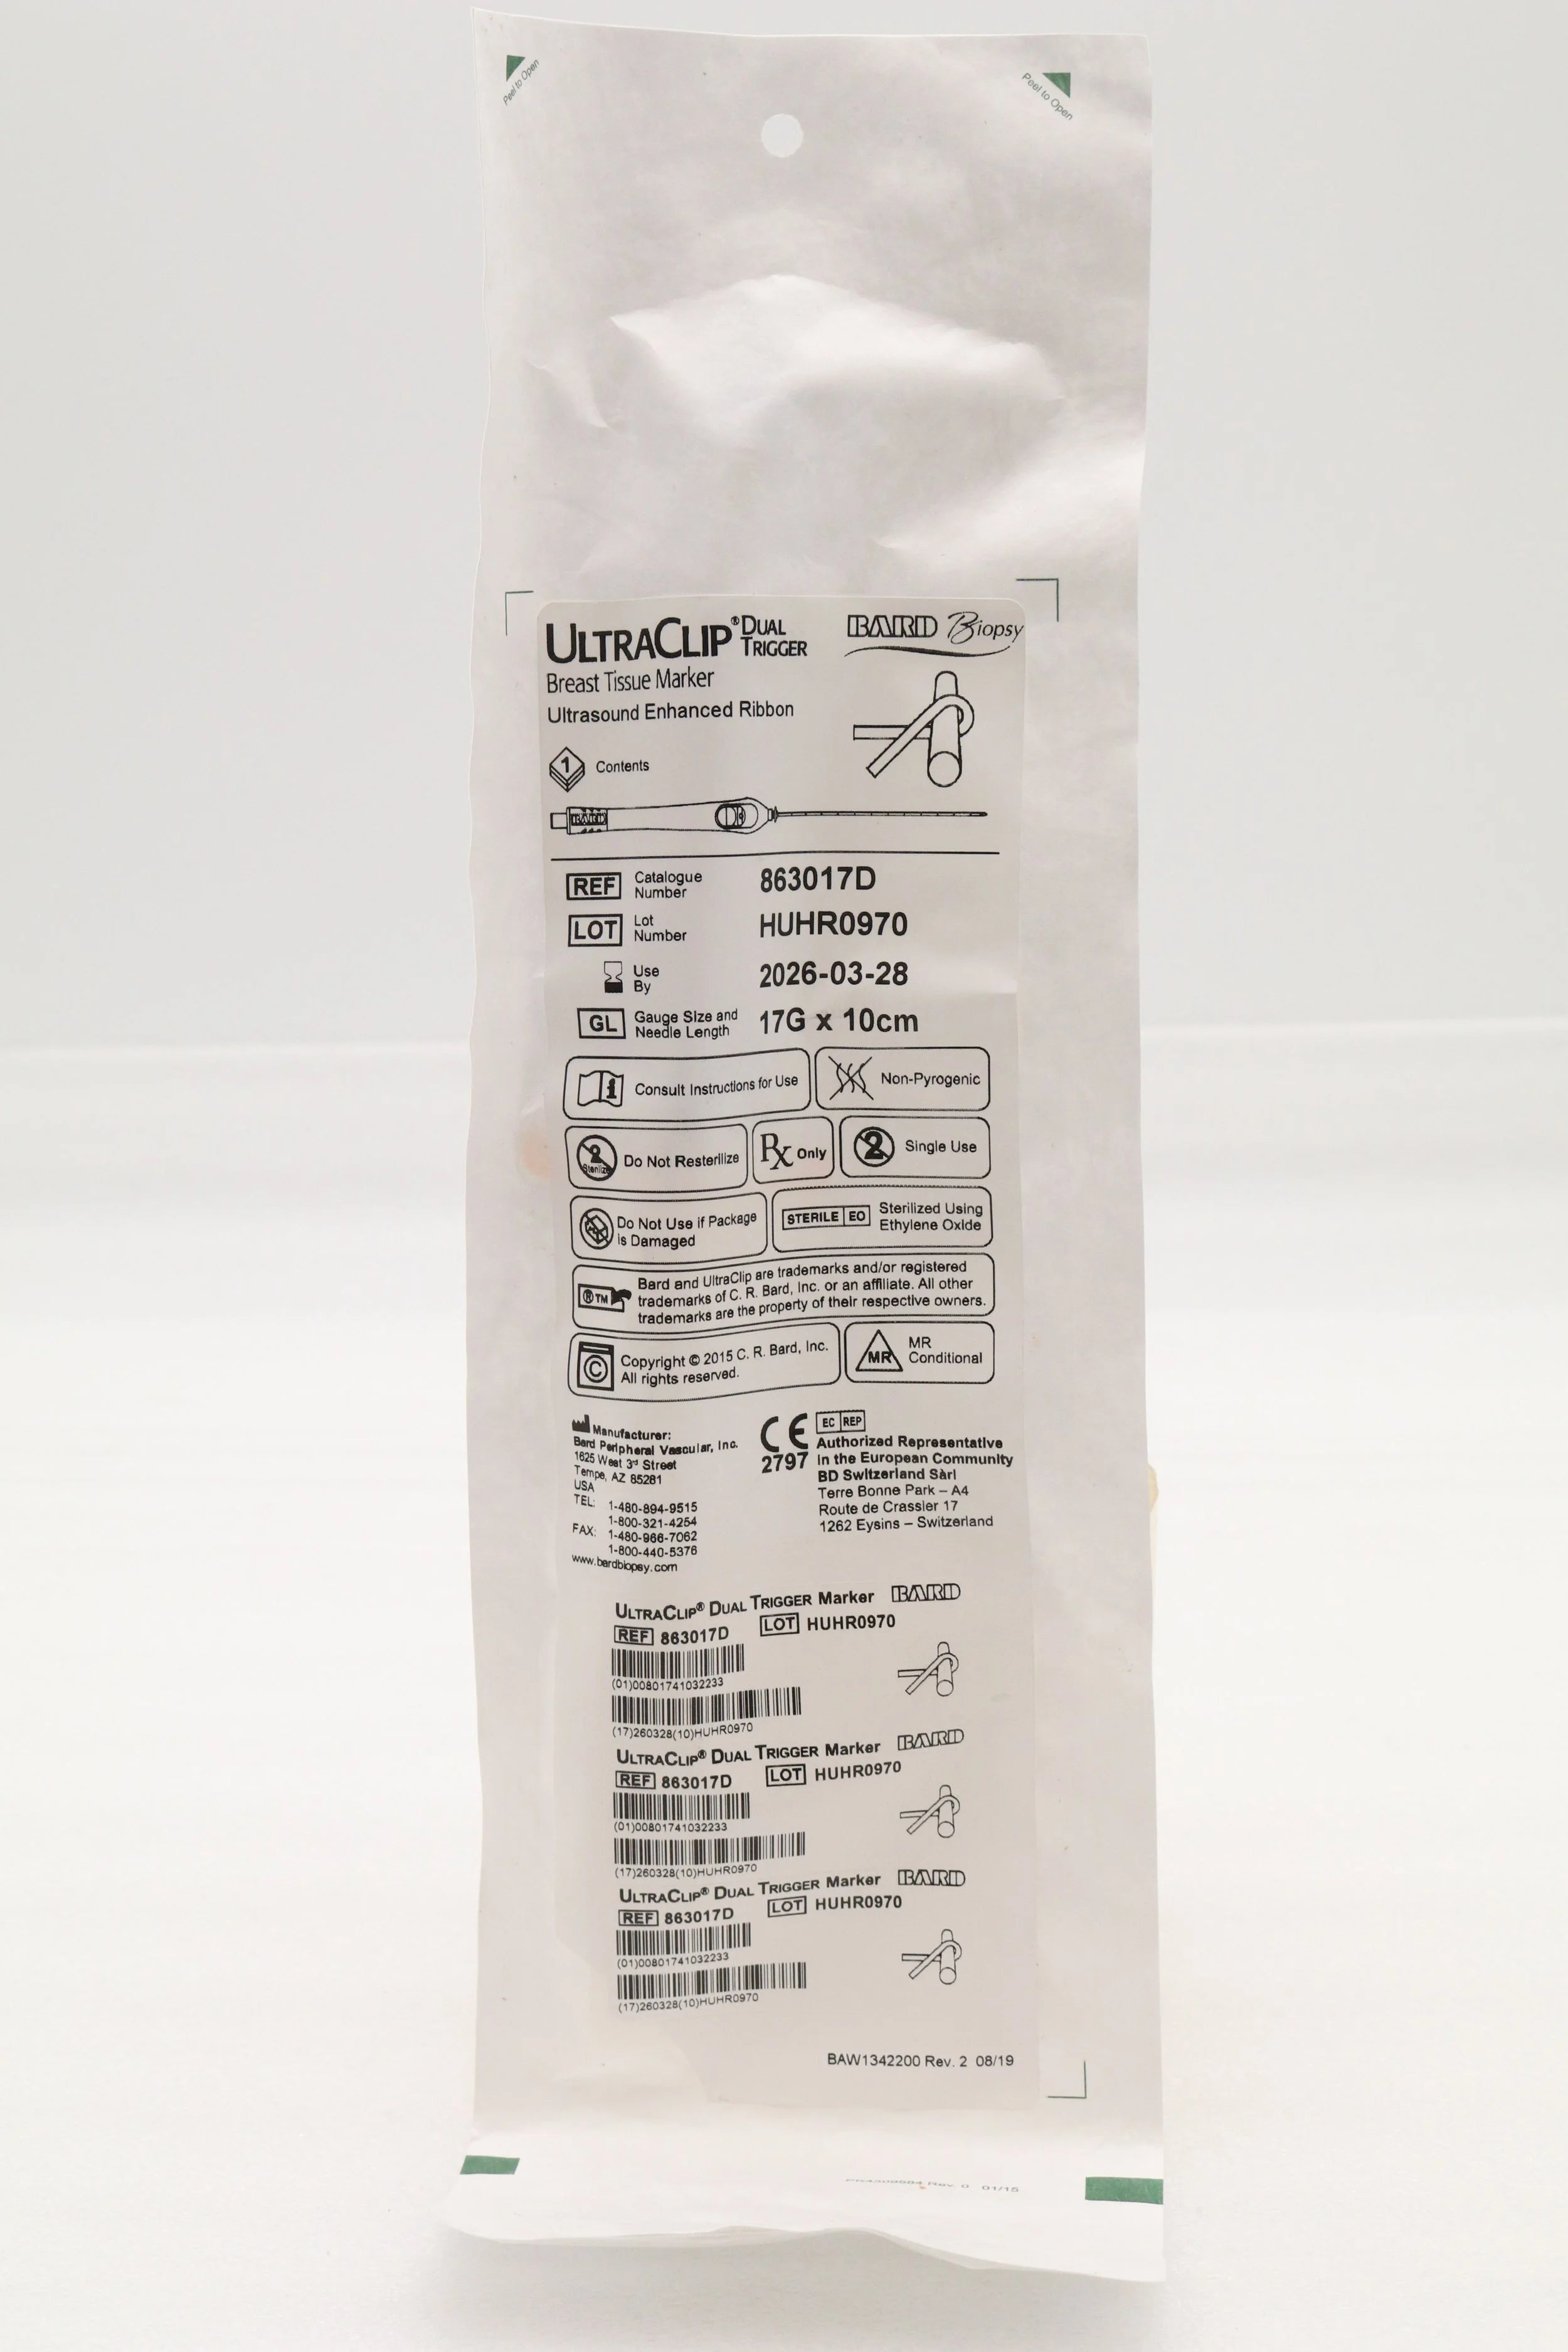 Peel to Open
Peel to Open
ULTRACLIP® DUAL TRIGGER
BARD Biopsy
Breast Tissue Marker
Ultrasound Enhanced Ribbon
1 Contents
BARD
REF Catalogue Number 863017D
LOT Lot Number HUHR0970
Use By 2026-03-28
GL Gauge Size and Needle Length 17G x 10cm
Consult Instructions for Use
Non-Pyrogenic
2 Sterilize Do Not Resterilize
Rx Only
2 Single Use
Do Not Use if Package is Damaged
STERILE EO Sterilized Using Ethylene Oxide
®TM Bard and UltraClip are trademarks and/or registered
trademarks of C. R. Bard, Inc. or an affiliate. All other
trademarks are the property of their respective owners.
© Copyright © 2015 C. R. Bard, Inc.
All rights reserved.
MR MR Conditional
Manufacturer:
Bard Peripheral Vascular, Inc.
1625 West 3rd Street
Tempe, AZ 85281
USA
TEL: 1-480-894-9515
1-800-321-4254
FAX: 1-480-966-7062
1-800-440-5376
www.bardbiopsy.com
CE 2797
EC REP
Authorized Representative
in the European Community
BD Switzerland Sàrl
Terre Bonne Park – A4
Route de Crassier 17
1262 Eysins – Switzerland
ULTRACLIP® DUAL TRIGGER Marker BARD
REF 863017D LOT HUHR0970
(01)00801741032233
(17)260328(10)HUHR0970
ULTRACLIP® DUAL TRIGGER Marker BARD
REF 863017D LOT HUHR0970
(01)00801741032233
(17)260328(10)HUHR0970
ULTRACLIP® DUAL TRIGGER Marker BARD
REF 863017D LOT HUHR0970
(01)00801741032233
(17)260328(10)HUHR0970
BAW1342200 Rev. 2 08/19
Rev. 0 01/15